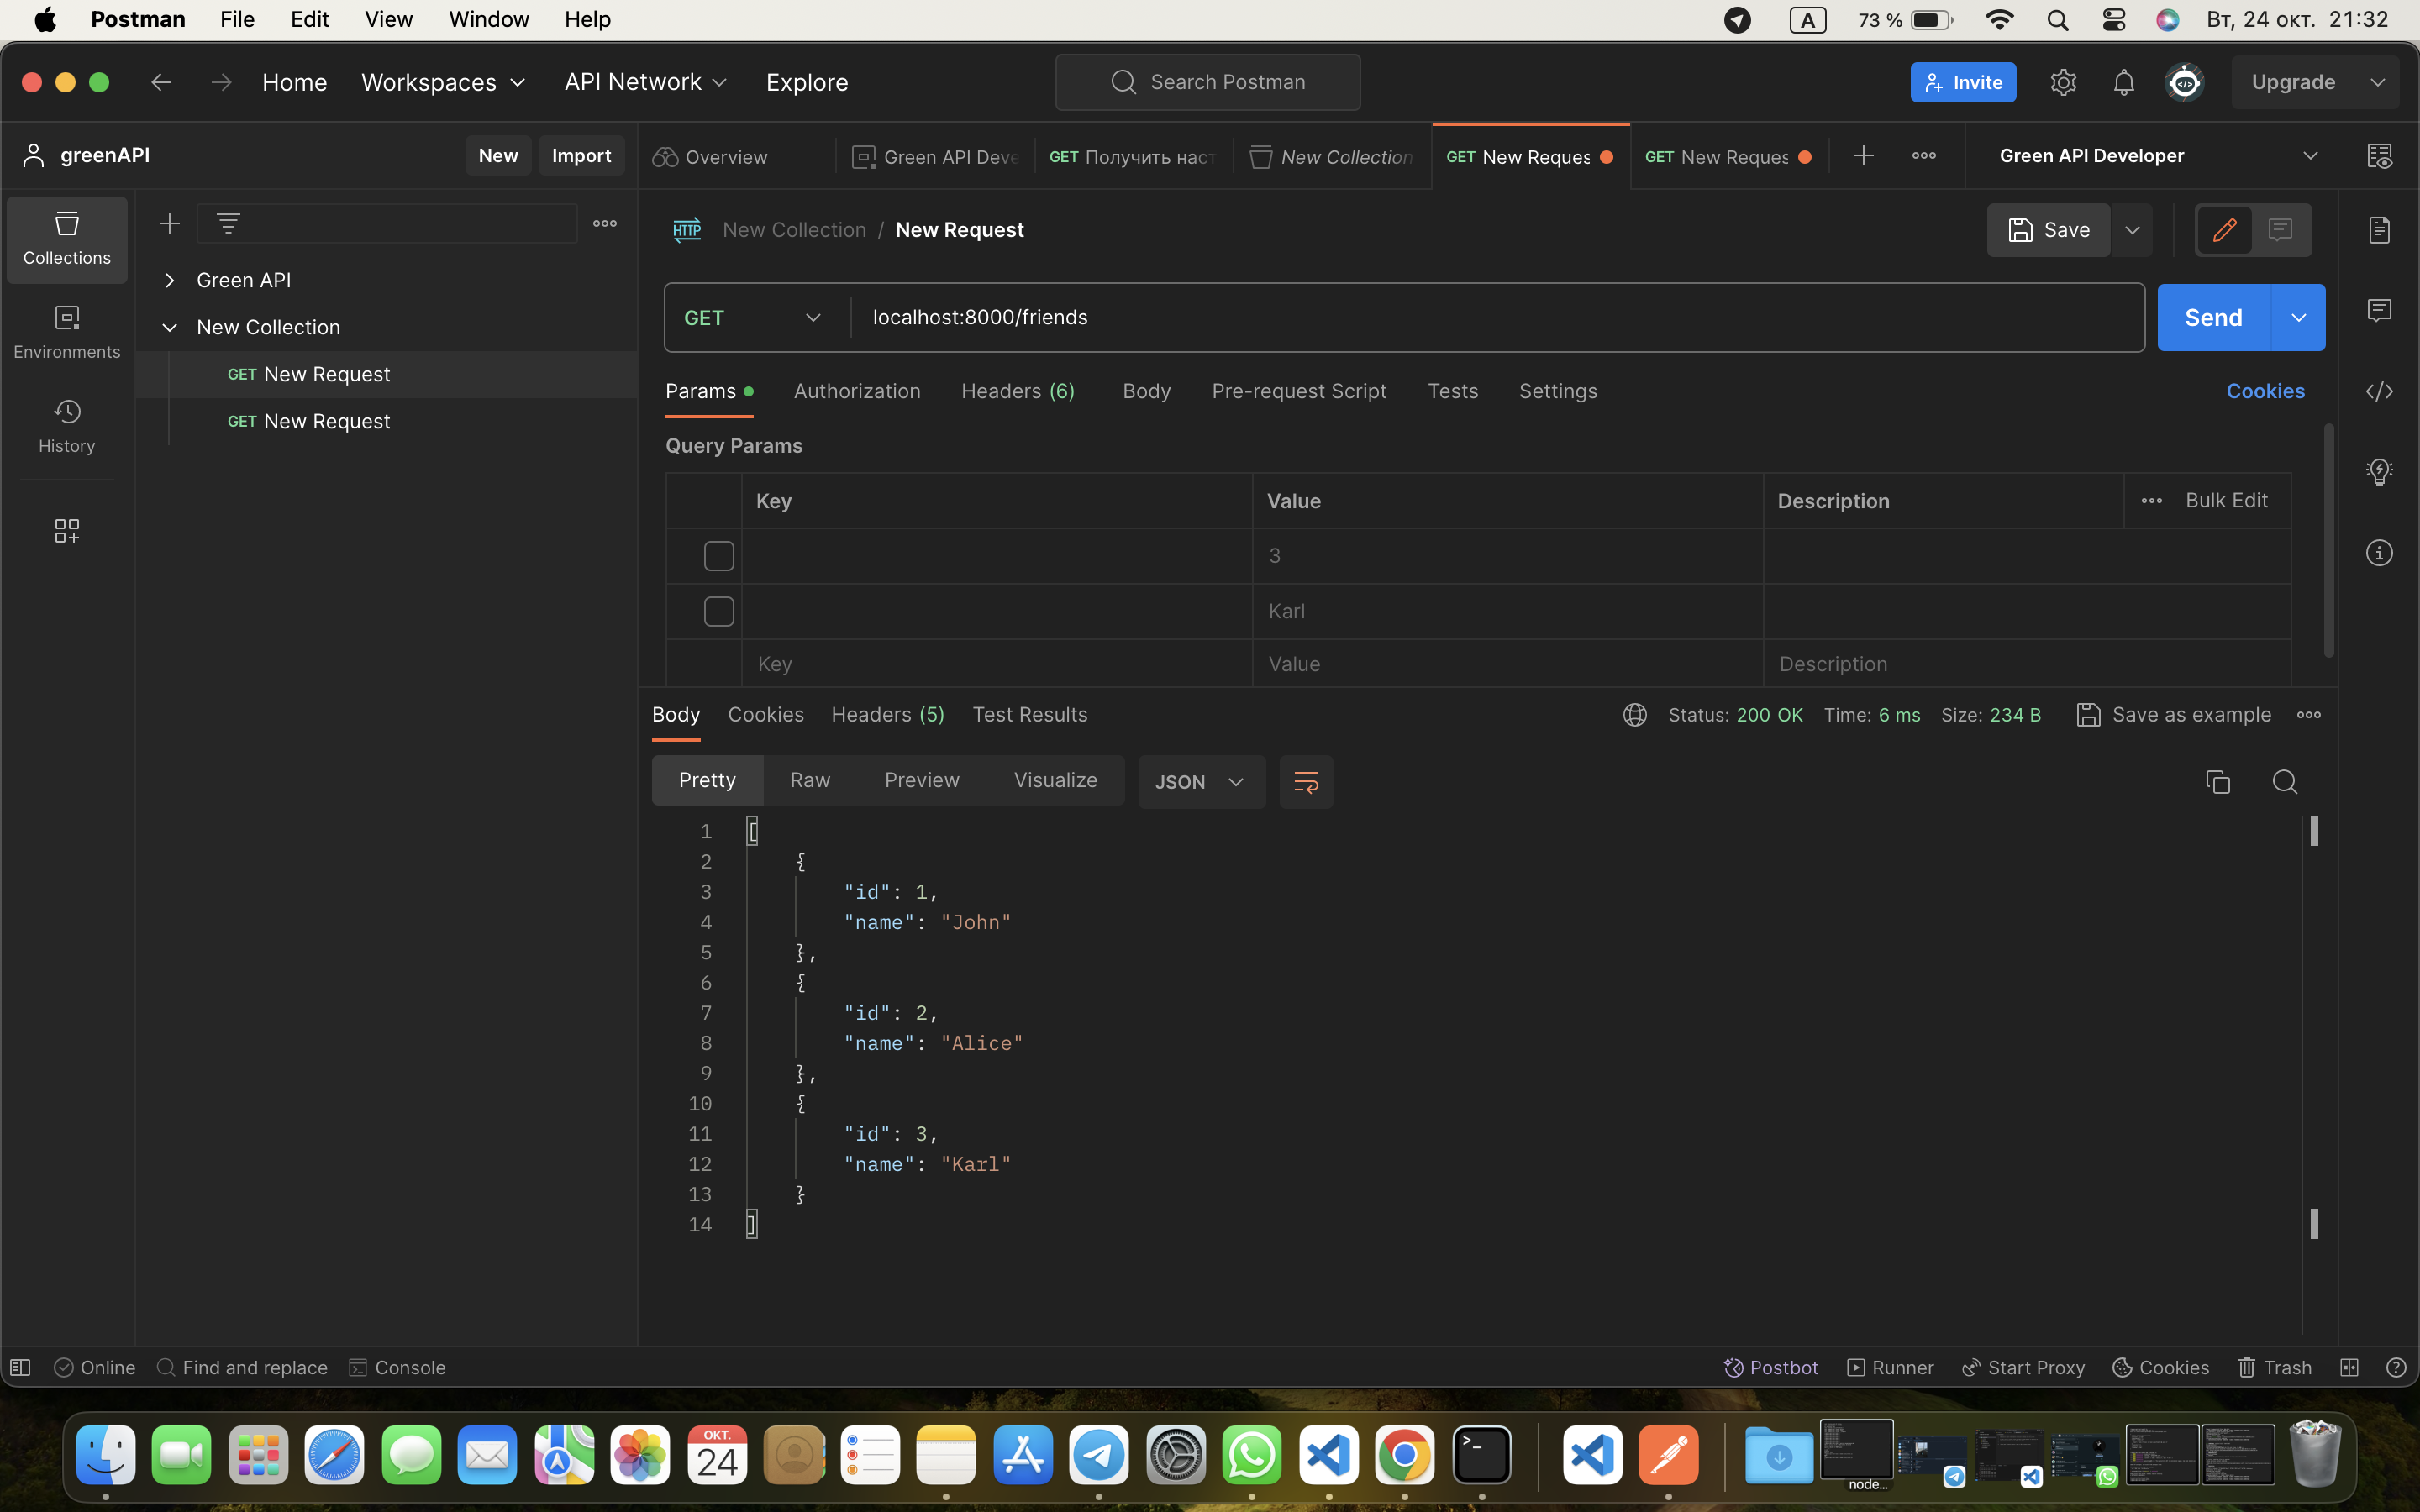 Postman File Edit View Window Help A 73 % Вт, 24 окт. 21:32
Home Workspaces API Network Explore Search Postman Invite Upgrade
greenAPI New Import Overview Green API Deve GET Получить наст New Collection GET New Reques GET New Reques Green API Developer
Collections
Environments
History
Green API
New Collection
GET New Request
GET New Request
HTTP New Collection / New Request Save
GET localhost:8000/friends Send
Params Authorization Headers (6) Body Pre-request Script Tests Settings Cookies
Query Params
Key Value Description Bulk Edit
3
Karl
Key Value Description
Body Cookies Headers (5) Test Results Status: 200 OK Time: 6 ms Size: 234 B Save as example
Pretty Raw Preview Visualize JSON
1 [
2 {
3 "id": 1,
4 "name": "John"
5 },
6 {
7 "id": 2,
8 "name": "Alice"
9 },
10 {
11 "id": 3,
12 "name": "Karl"
13 }
14 ]
Online Find and replace Console Postbot Runner Start Proxy Cookies Trash
ОКТ.
24
node...